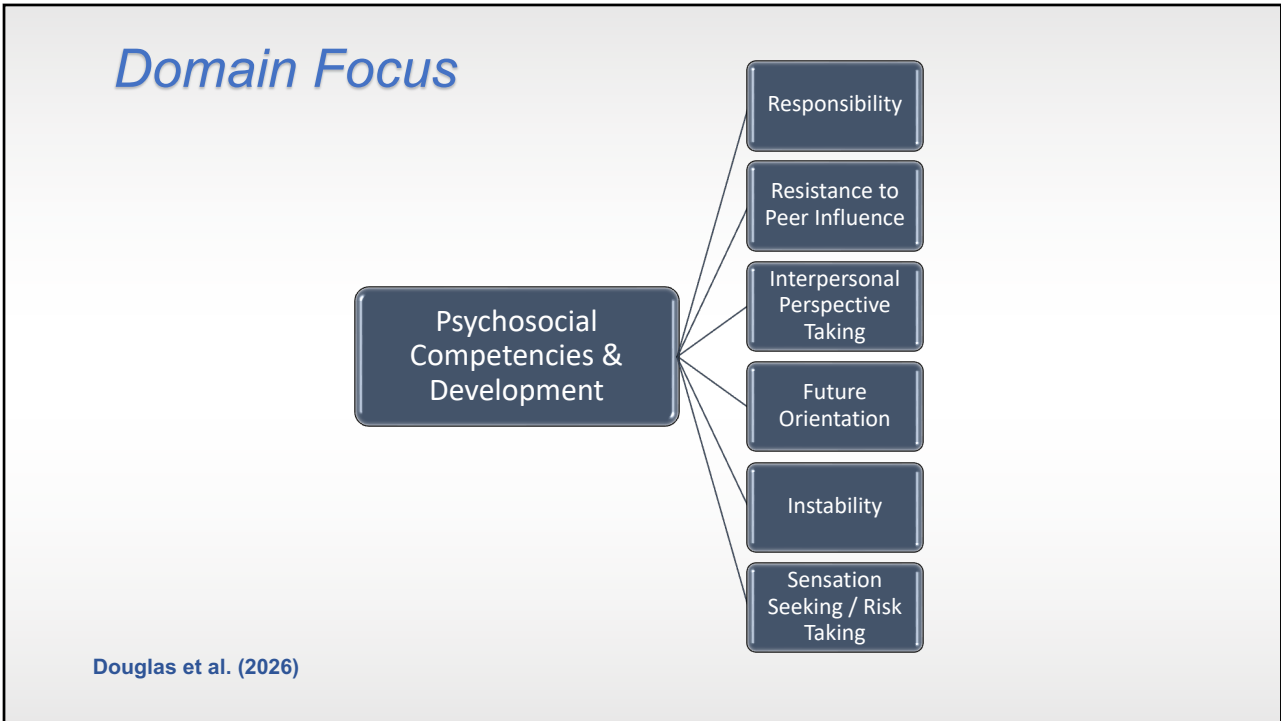 Domain Focus
Psychosocial
Competencies &
Development
Responsibility
Resistance to
Peer Influence
Interpersonal
Perspective
Taking
Future
Orientation
Instability
Sensation
Seeking / Risk
Taking
Douglas et al. (2026)